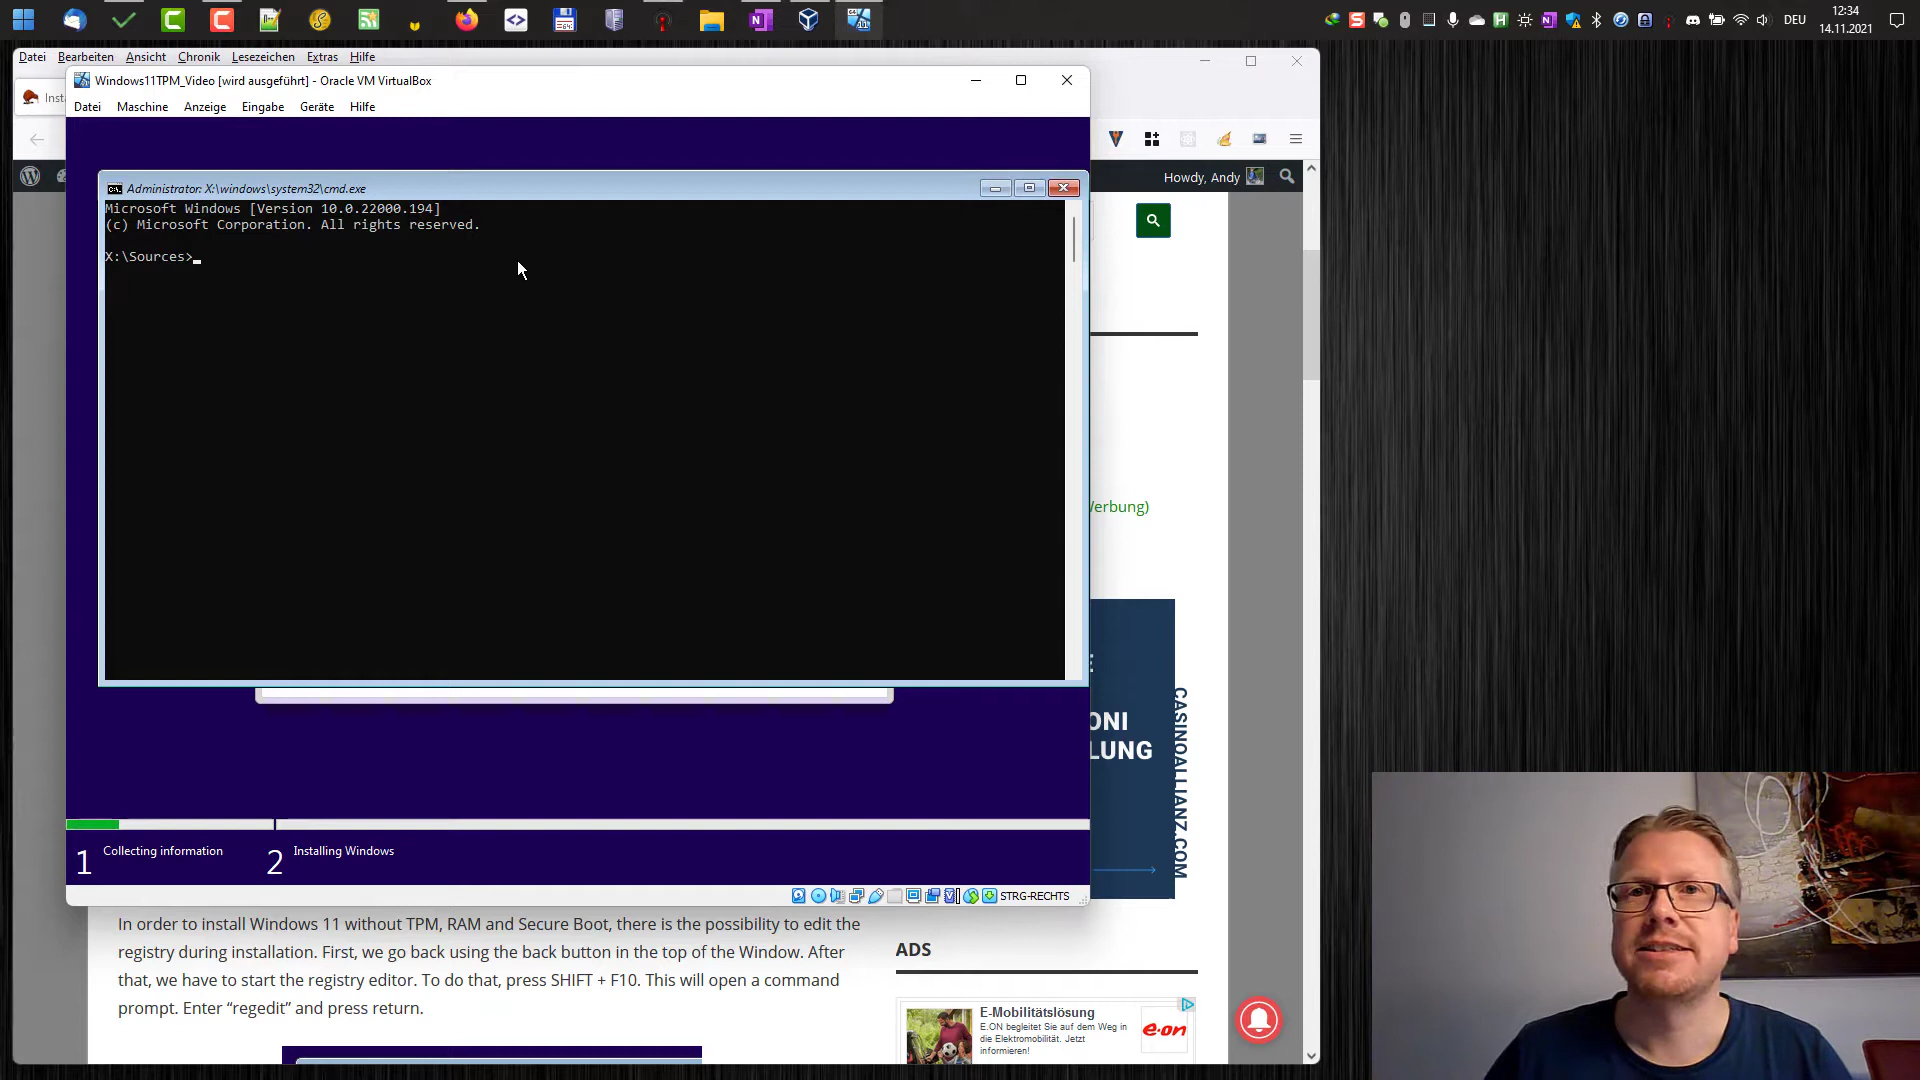 DEU
12:34
14.11.2021
Datei Bearbeiten Ansicht Chronik Lesezeichen Extras Hilfe
Windows11TPM_Video [wird ausgeführt] - Oracle VM VirtualBox
Inst
Datei Maschine Anzeige Eingabe Geräte Hilfe
Howdy, Andy
Administrator: X:\windows\system32\cmd.exe
Microsoft Windows [Version 10.0.22000.194]
(c) Microsoft Corporation. All rights reserved.
X:\Sources>
Werbung)
E
ONI
LUNG
CASINOALLIANZ.COM
1 Collecting information 2 Installing Windows
STRG-RECHTS
In order to install Windows 11 without TPM, RAM and Secure Boot, there is the possibility to edit the
registry during installation. First, we go back using the back button in the top of the Window. After
that, we have to start the registry editor. To do that, press SHIFT + F10. This will open a command
prompt. Enter “regedit” and press return.
ADS
E-Mobilitätslösung
E.ON begleitet Sie auf dem Weg in
die Elektromobilität. Jetzt
informieren!
e·on